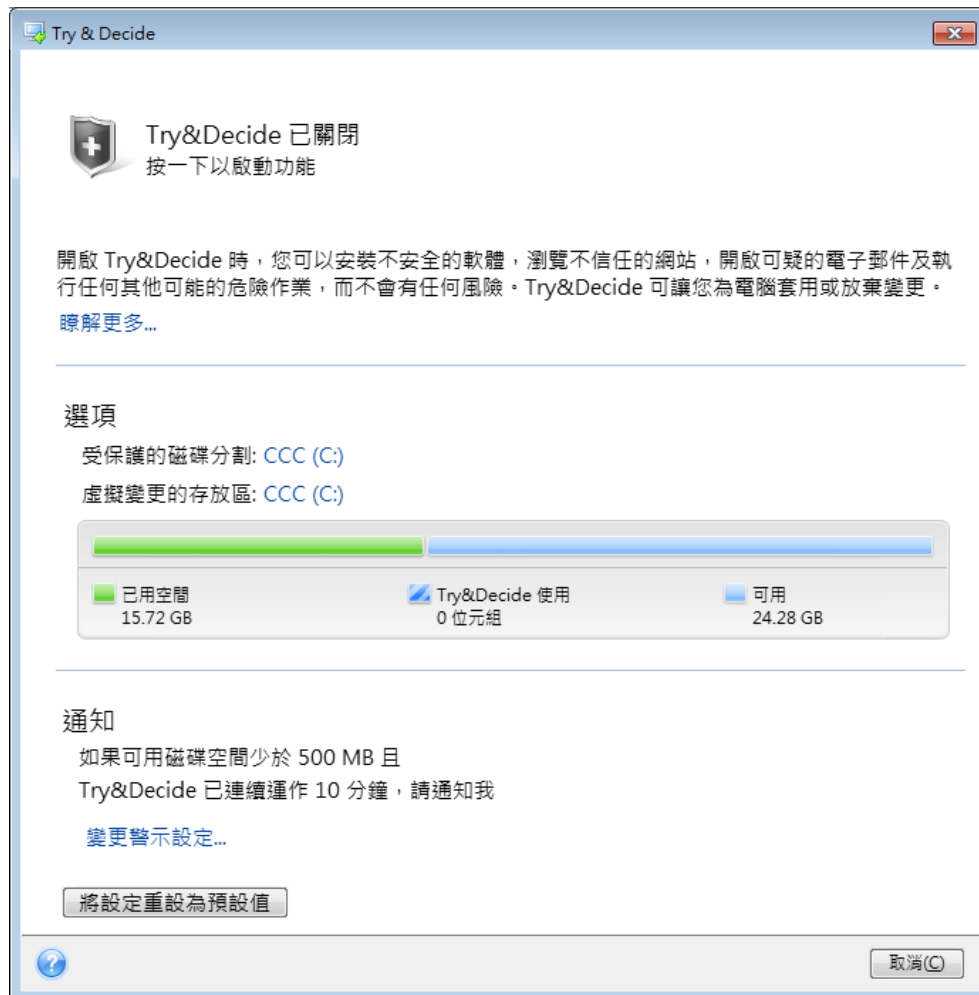 Try & Decide
Try&Decide 已關閉
按一下以啟動功能
開啟 Try&Decide 時，您可以安裝不安全的軟體，瀏覽不信任的網站，開啟可疑的電子郵件及執
行任何其他可能的危險作業，而不會有任何風險。Try&Decide 可讓您為電腦套用或放棄變更。
瞭解更多...
選項
受保護的磁碟分割: CCC (C:)
虛擬變更的存放區: CCC (C:)
已用空間 Try&Decide 使用 可用
15.72 GB 0 位元組 24.28 GB
通知
如果可用磁碟空間少於 500 MB 且
Try&Decide 已連續運作 10 分鐘，請通知我
變更警示設定...
將設定重設為預設值
取消(C)